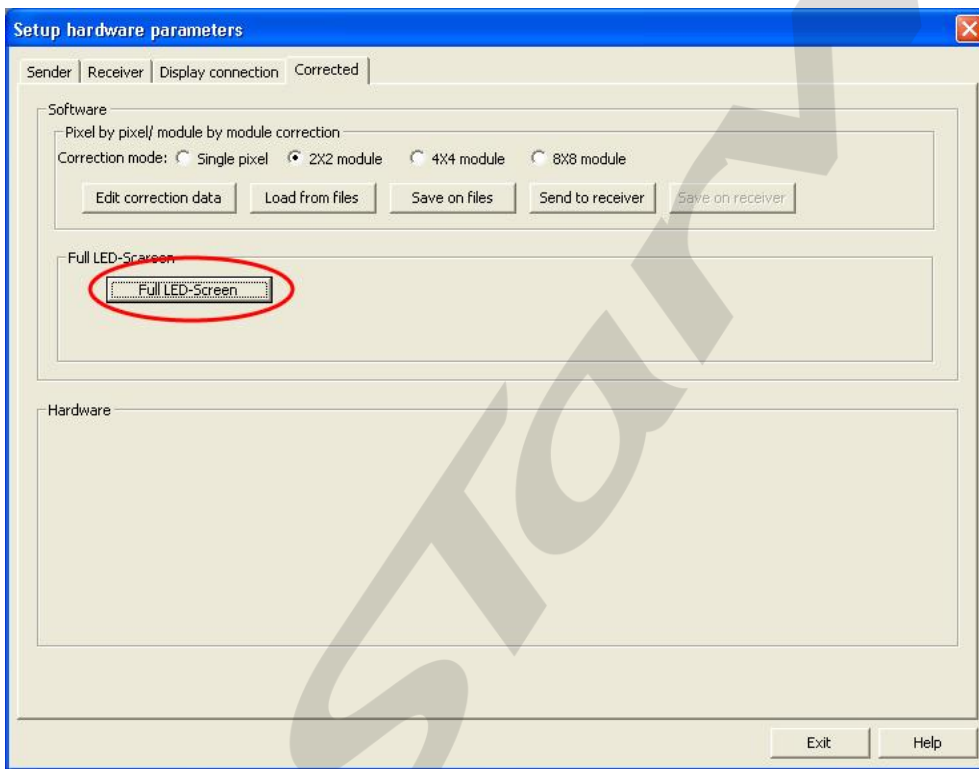 Setup hardware parameters
Sender Receiver Display connection Corrected
Software
Pixel by pixel/ module by module correction
Correction mode: Single pixel 2X2 module 4X4 module 8X8 module
Edit correction data Load from files Save on files Send to receiver Save on receiver
Full LED-Scareen
Full LED-Screen
Hardware
Exit Help